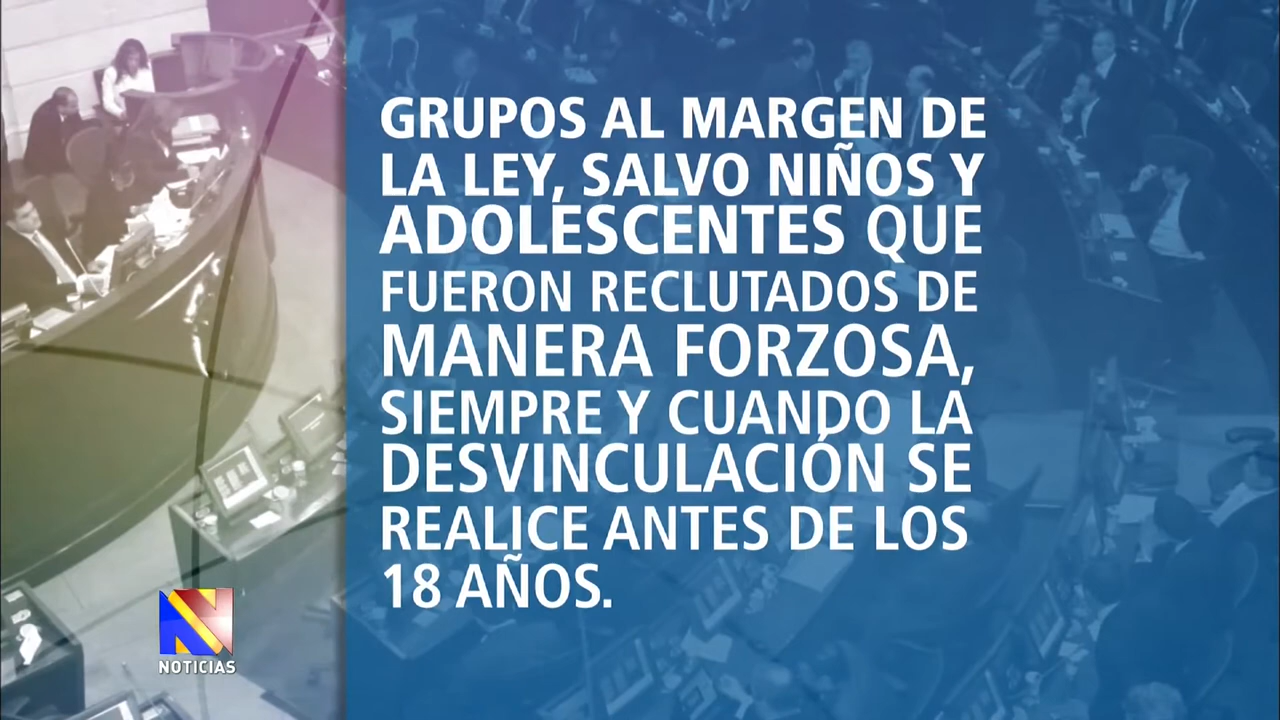 GRUPOS AL MARGEN DE
LA LEY, SALVO NIÑOS Y
ADOLESCENTES QUE
FUERON RECLUTADOS DE
MANERA FORZOSA,
SIEMPRE Y CUANDO LA
DESVINCULACIÓN SE
REALICE ANTES DE LOS
18 AÑOS.
N
NOTICIAS